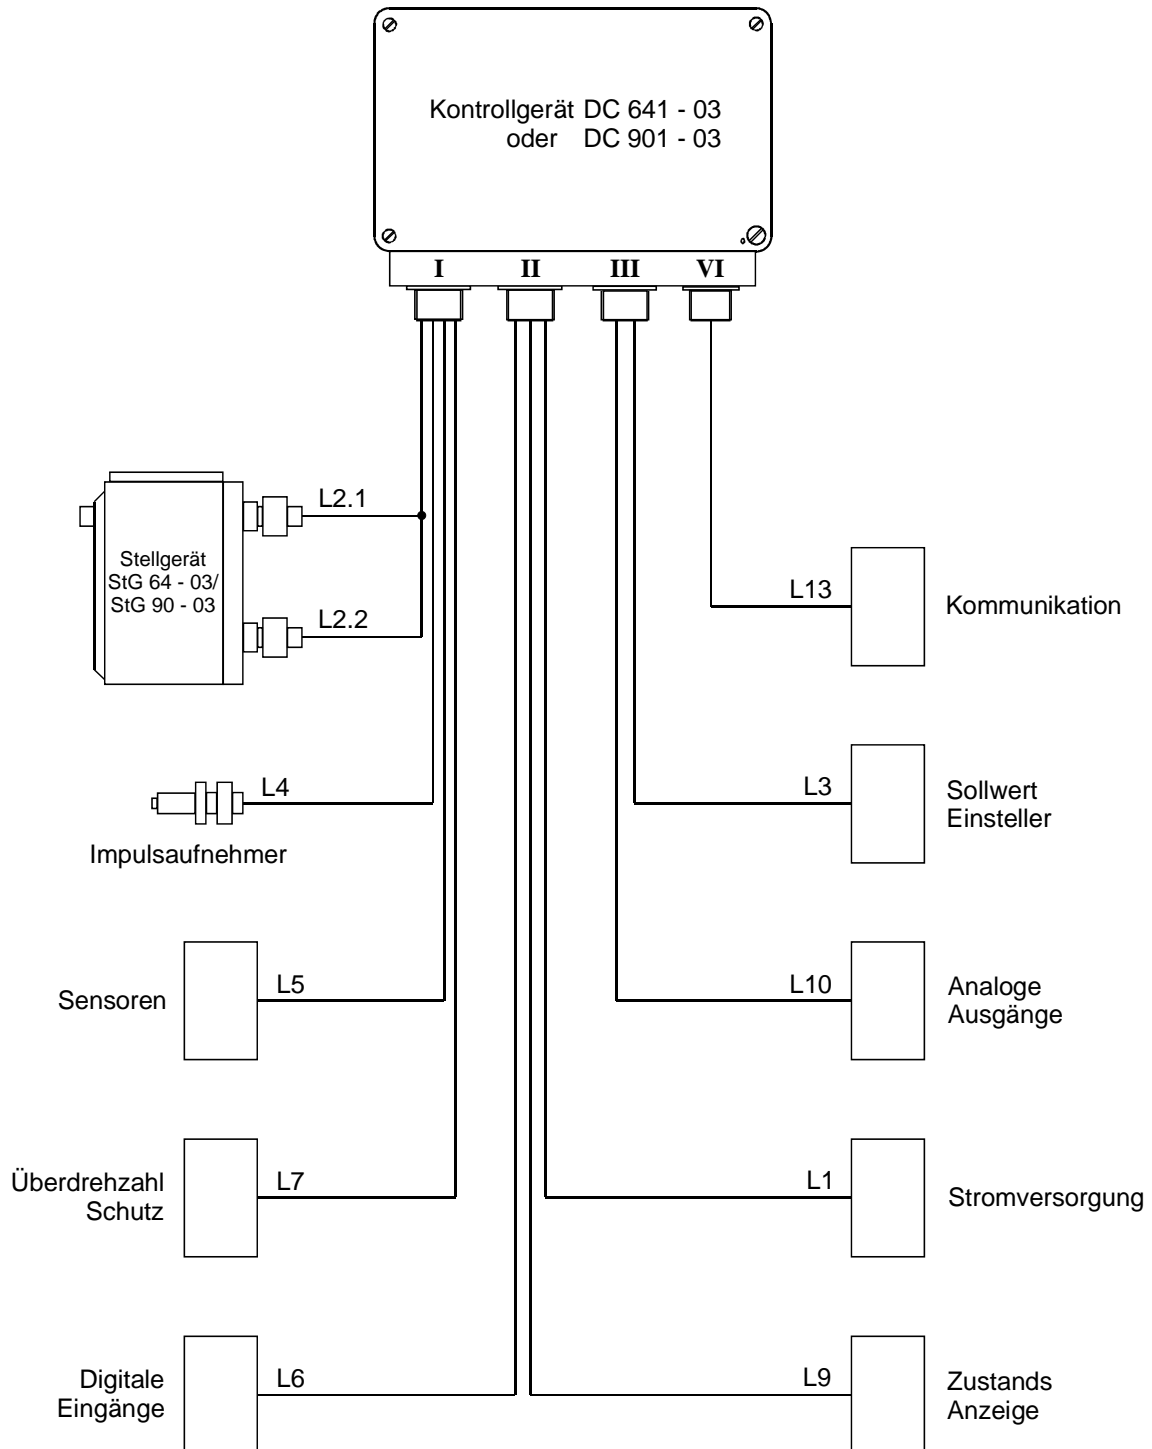 Kontrollgerät DC 641 - 03
oder DC 901 - 03
I II III VI
L2.1
Stellgerät
StG 64 - 03/
StG 90 - 03
L2.2
L13
Kommunikation
L4
Impulsaufnehmer
L3
Sollwert
Einsteller
Sensoren
L5
L10
Analoge
Ausgänge
Überdrehzahl
Schutz
L7
L1
Stromversorgung
Digitale
Eingänge
L6
L9
Zustands
Anzeige